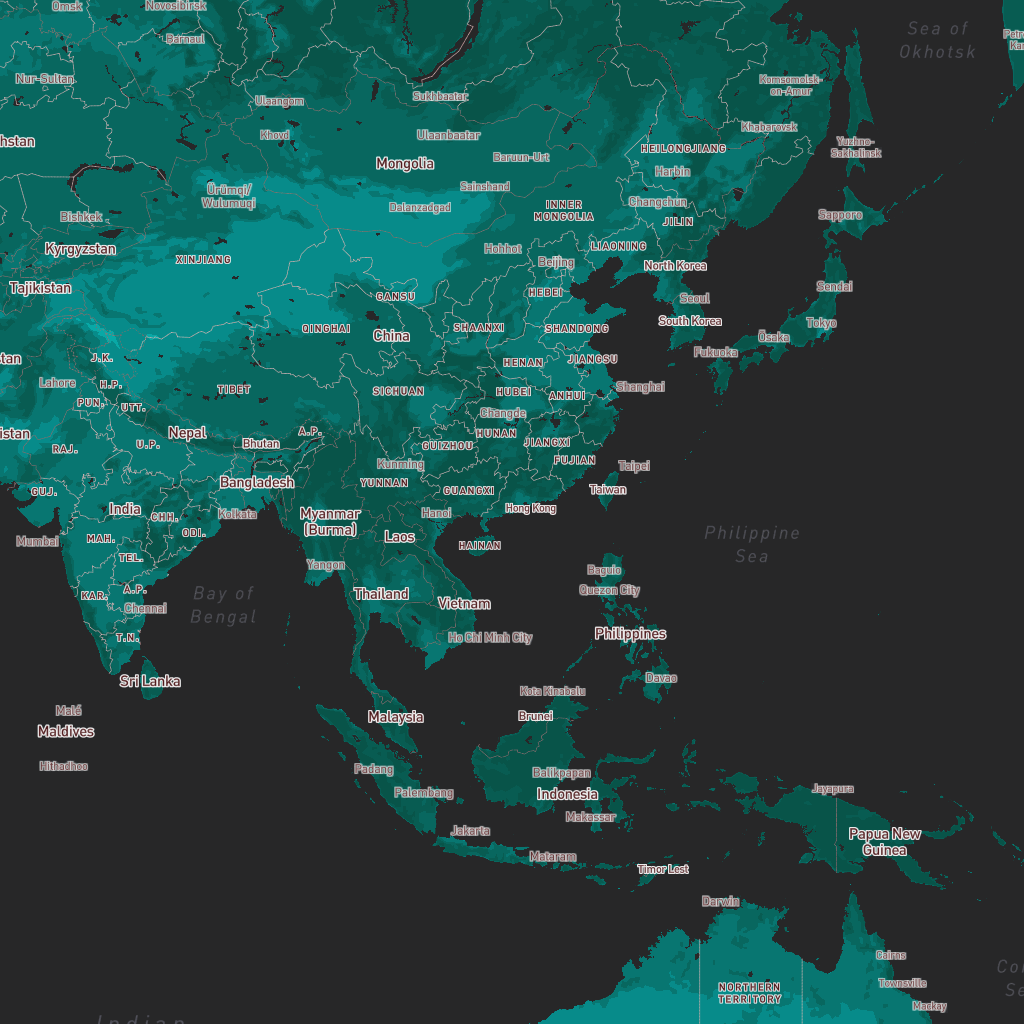 Omsk
Novosibirsk
Barnaul
Sea of
Okhotsk
Nur-Sultan
Ulaangom
Sukhbaatar
Komsomolsk-
on-Amur
Khovd
Ulaanbaatar
Khabarovsk
hstan
Mongolia
Baruun-Urt
HEILONGJIANG
Yuzhno-
Sakhalinsk
Harbin
Ürümqi/
Wulumuqi
Sainshand
Dalanzadgad
INNER
MONGOLIA
Changchun
JILIN
Sapporo
Bishkek
Kyrgyzstan
XINJIANG
Hohhot
Beijing
LIAONING
North Korea
Tajikistan
GANSU
HEBEI
Seoul
Sendai
QINGHAI
China
SHAANXI
SHANDONG
South Korea
Tokyo
Ōsaka
tan
J.K.
HENAN
JIANGSU
Fukuoka
Lahore
H.P.
PUN.
UTT.
TIBET
SICHUAN
HUBEI
ANHUI
Shanghai
Changde
istan
RAJ.
U.P.
Nepal
Bhutan
A.P.
GUIZHOU
HUNAN
JIANGXI
FUJIAN
Kunming
YUNNAN
Taipei
GUJ.
Bangladesh
GUANGXI
Taiwan
India
CHH.
Kolkata
Myanmar
(Burma)
Hanoi
Hong Kong
Mumbai
MAH.
ODI.
Laos
HAINAN
Philippine
Sea
TEL.
Yangon
Baguio
KAR.
A.P.
Chennai
Bay of
Bengal
Thailand
Vietnam
Quezon City
T.N.
Ho Chi Minh City
Philippines
Sri Lanka
Davao
Kota Kinabalu
Malé
Maldives
Malaysia
Brunei
Hithadhoo
Padang
Balikpapan
Palembang
Indonesia
Jayapura
Jakarta
Makassar
Papua New
Guinea
Mataram
Timor Lest
Darwin
Cairns
NORTHERN
TERRITORY
Townsville
Mackay
Indian